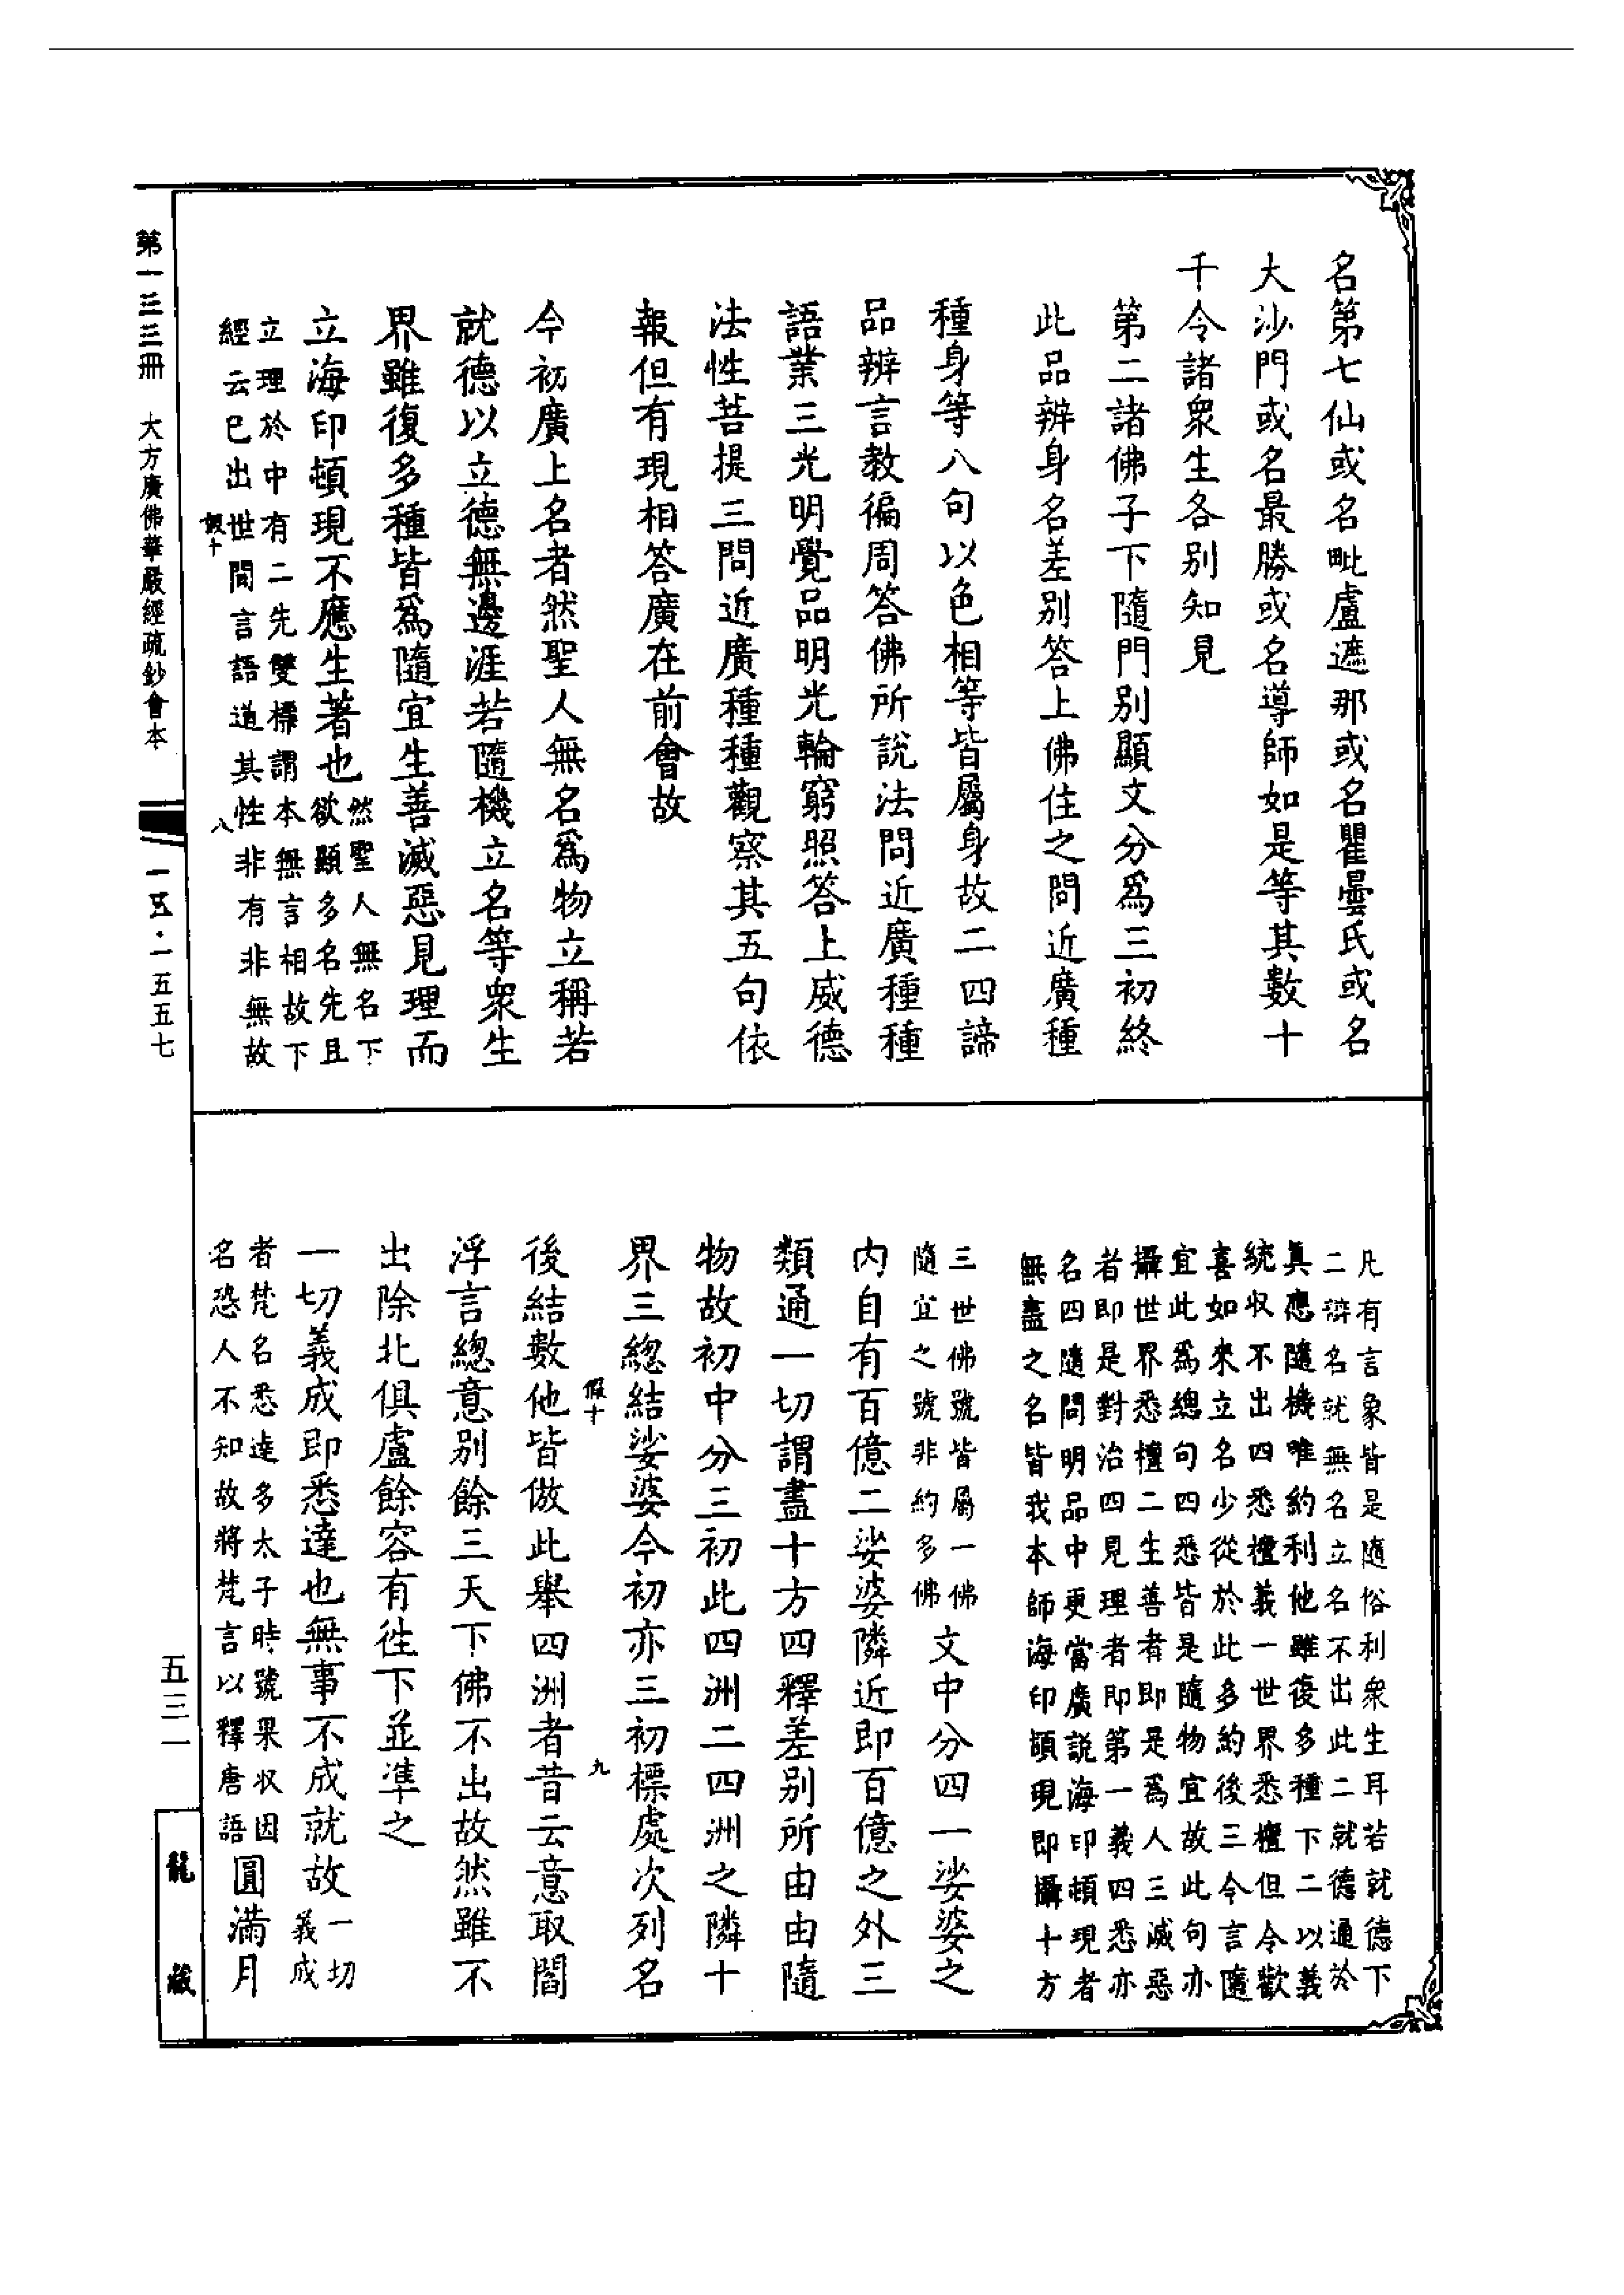 名第七仙或名毗盧遮那或名瞿曇氏或名
大沙門或名最勝或名導師如是等其數十
千令諸衆生各別知見
第二諸佛子下隨門別顯文分爲三初終
此品辨身名差別答上佛住之問近廣種
種身等八句以色相等皆屬身故二四諦
品辨言教徧周答佛所說法問近廣種種
語業三光明覺品明光輪窮照答上威德
法性菩提三問近廣種種觀察其五句依
報但有現相答廣在前會故
今初廣上名者然聖人無名爲物立稱若
就德以立德無邊涯若隨機立名等衆生
界雖復多種皆爲隨宜生善滅惡見理而
立海印頓現不應生著也
然聖人無名下
欲顯多名先且
立理於中有二先雙標謂本無言相故下
經云已出世間言語道其性非有非無故
八
第一三三冊 大方廣佛華嚴經疏鈔會本
一五·一五五七
凡有言象皆是隨俗利衆生耳若就德下
二辯名就無名立名不出此二就德通於
眞應隨機唯約利他雖復多種下二以義
統収不出四悉檀義一世界悉檀但令歡
喜如來立名少從於此多約後三今言隨
宜此爲總句四悉皆是隨物宜故此句亦
攝世界悉檀二生善者即是爲人三滅惡
者即是對治四見理者即第一義四悉亦
名四隨問明品中更當廣説海印頓現者
無盡之名皆我本師海印頓現即攝十方
三世佛號皆屬一佛
隨宜之號非約多佛
文中分四一娑婆之
内自有百億二娑婆隣近即百億之外三
類通一切謂盡十方四釋差別所由由隨
物故初中分三初此四洲二四洲之隣十
界三總結娑婆今初亦三初標處次列名
假十
九
後結數他皆倣此舉四洲者昔云意取閻
浮言總意別餘三天下佛不出故然雖不
出除北俱盧餘容有徃下並準之
一切義成即悉達也無事不成就故
一切
義成
者梵名悉達多太子時號果収因
名恐人不知故將梵言以釋唐語
圓滿月
五三一
龍藏